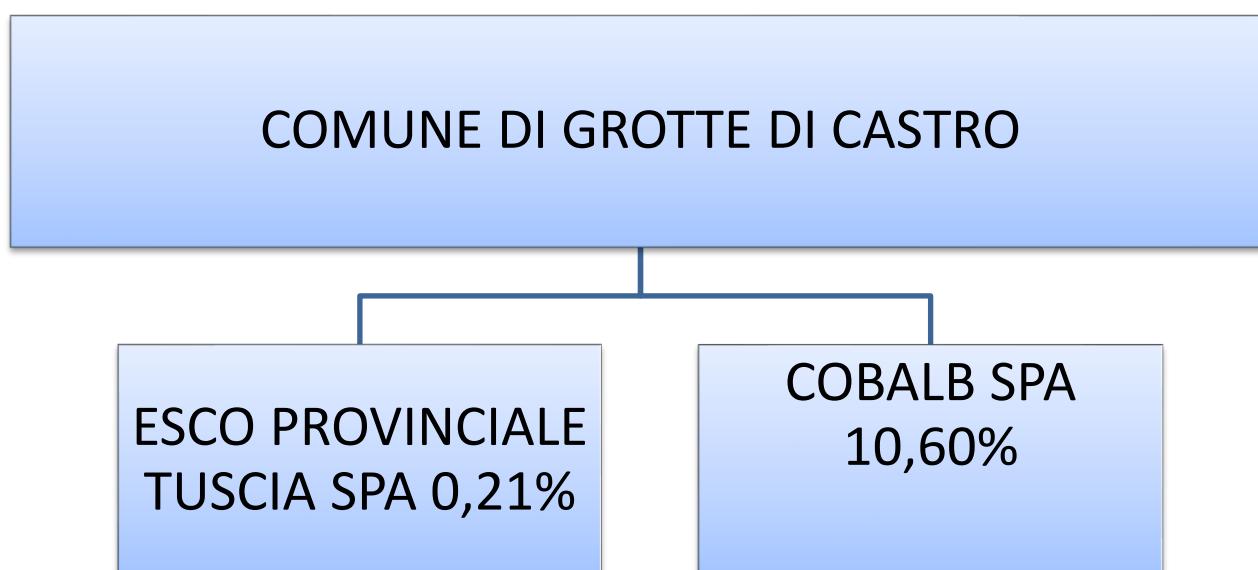 COMUNE DI GROTTE DI CASTRO
ESCO PROVINCIALE
TUSCIA SPA 0,21%
COBALB SPA
10,60%